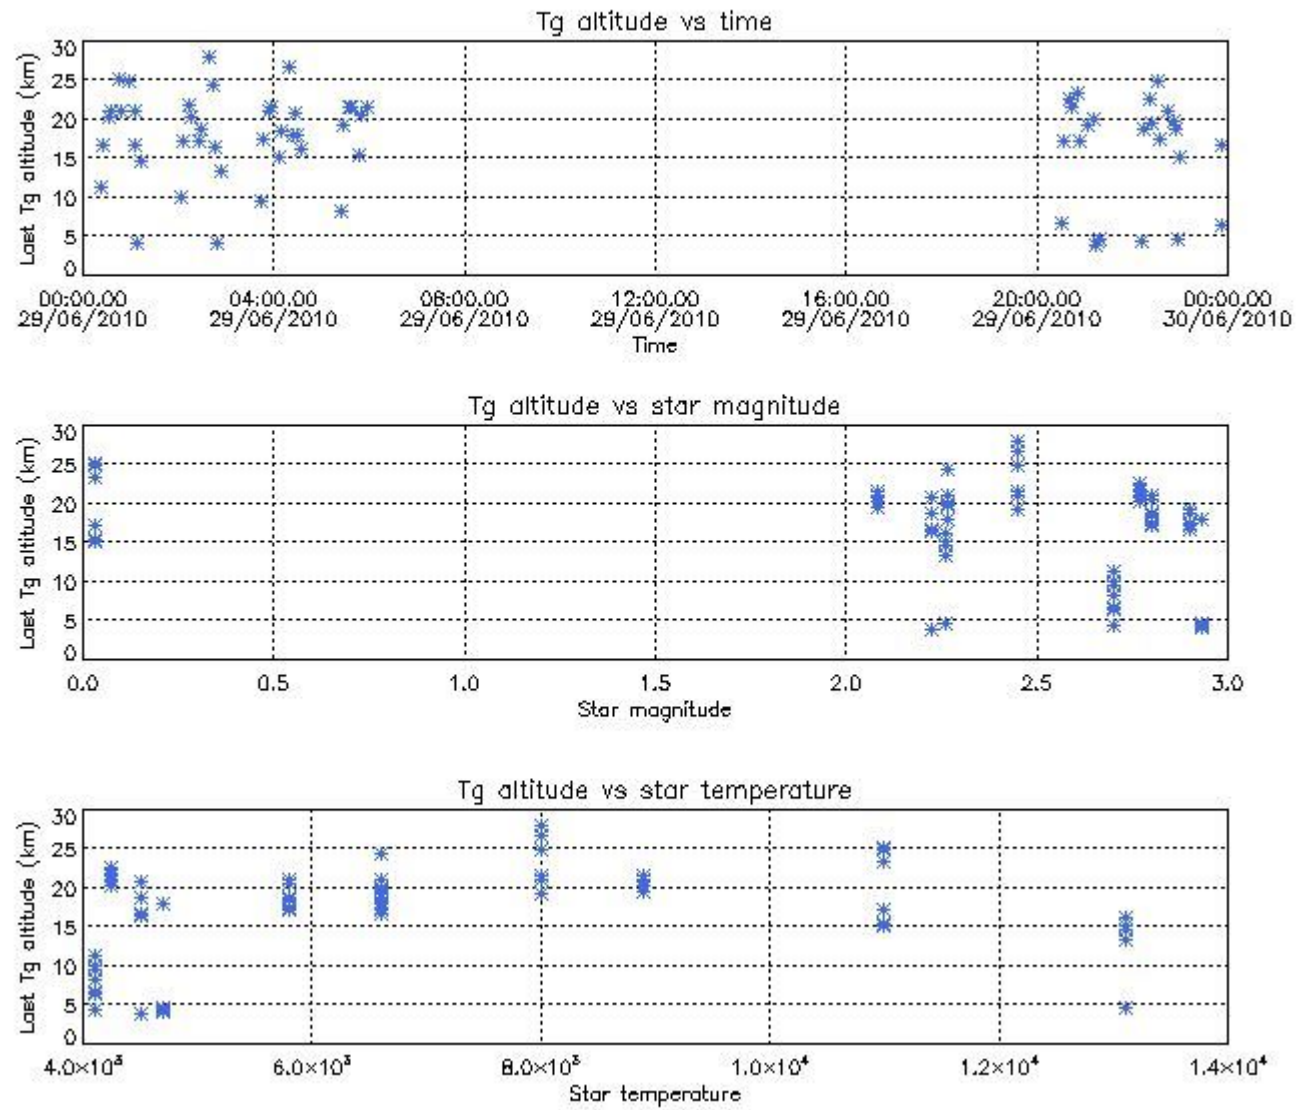 Tg altitude vs time
Last Tg altitude (km)
30
25
20
15
10
5
0
00:00.00 04:00.00 08:00.00 12:00.00 16:00.00 20:00.00 00:00.00
29/06/2010 29/06/2010 29/06/2010 29/06/2010 29/06/2010 29/06/2010 30/06/2010
Time
Tg altitude vs star magnitude
Last Tg altitude (km)
30
25
20
15
10
5
0
0.0 0.5 1.0 1.5 2.0 2.5 3.0
Star magnitude
Tg altitude vs star temperature
Last Tg altitude (km)
30
25
20
15
10
5
0
4.0×10³ 6.0×10³ 8.0×10³ 1.0×10⁴ 1.2×10⁴ 1.4×10⁴
Star temperature